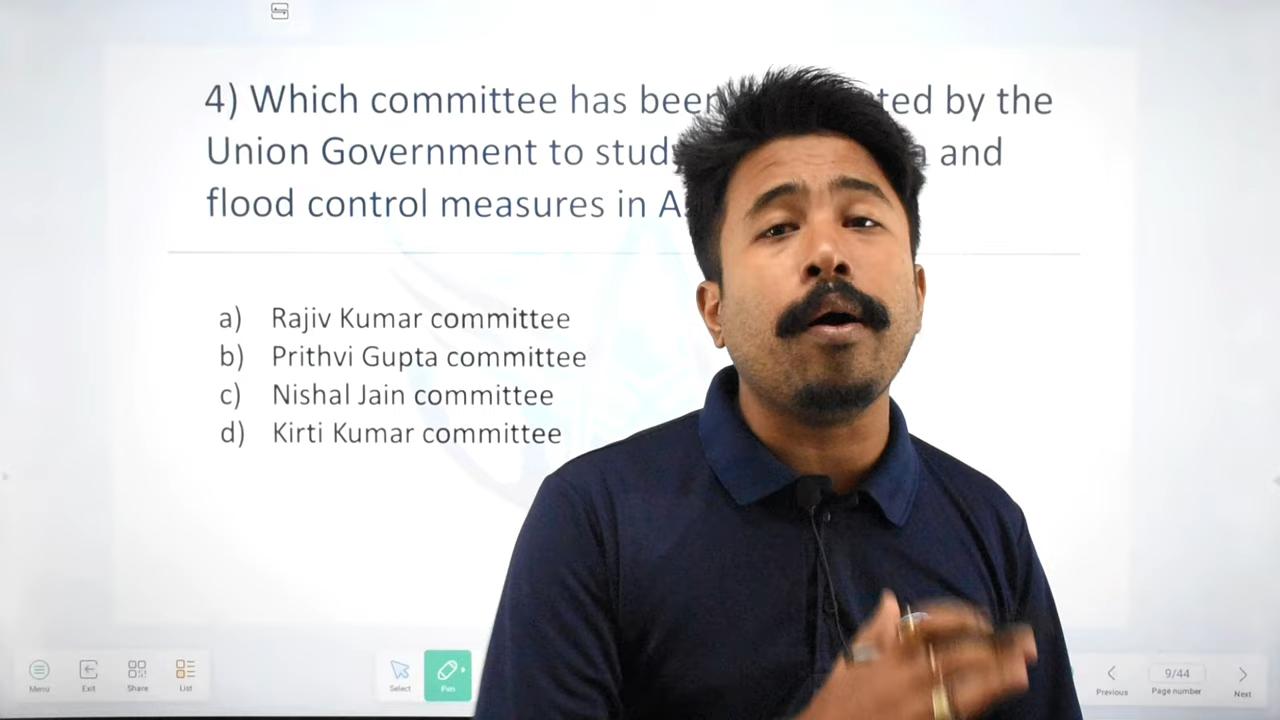 4) Which committee has been ted by the
Union Government to study and
flood control measures in A
a) Rajiv Kumar committee
b) Prithvi Gupta committee
c) Nishal Jain committee
d) Kirti Kumar committee
Menu
Exit
Share
List
Select
Pen
Previous
9/44
Page number
Next